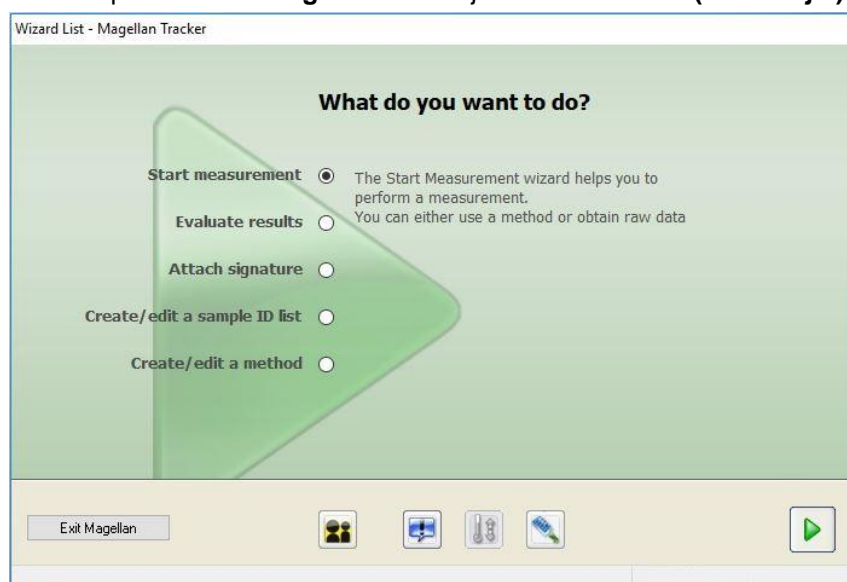 Wizard List - Magellan Tracker
What do you want to do?
Start measurement
The Start Measurement wizard helps you to
perform a measurement.
You can either use a method or obtain raw data
Evaluate results
Attach signature
Create/edit a sample ID list
Create/edit a method
Exit Magellan